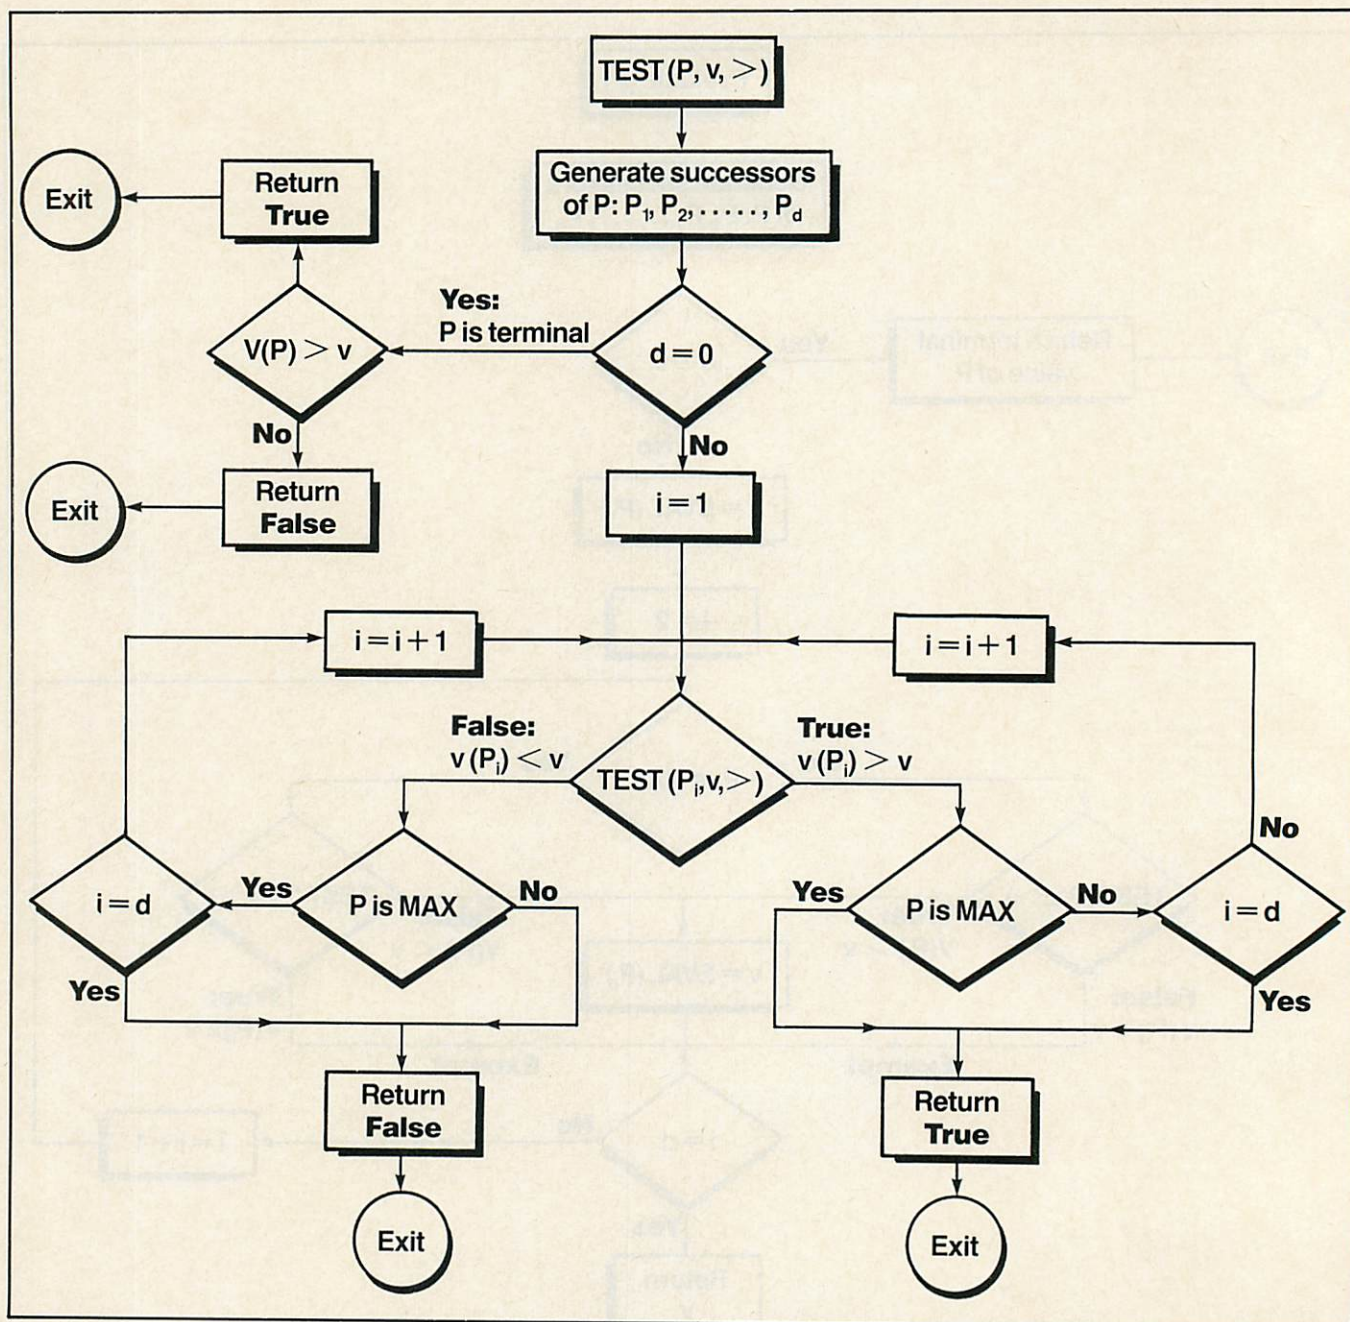 TEST (P, v, >)
Generate successors
of P: P₁, P₂, ....., P_d
Exit
Return
True
Yes:
P is terminal
V(P) > v
d = 0
No
No
Exit
Return
False
i = 1
i = i + 1
i = i + 1
False:
v (Pᵢ) < v
True:
v (Pᵢ) > v
TEST (Pᵢ, v, >)
No
i = d
Yes
P is MAX
No
Yes
P is MAX
No
i = d
Yes
Yes
Return
False
Return
True
Exit
Exit